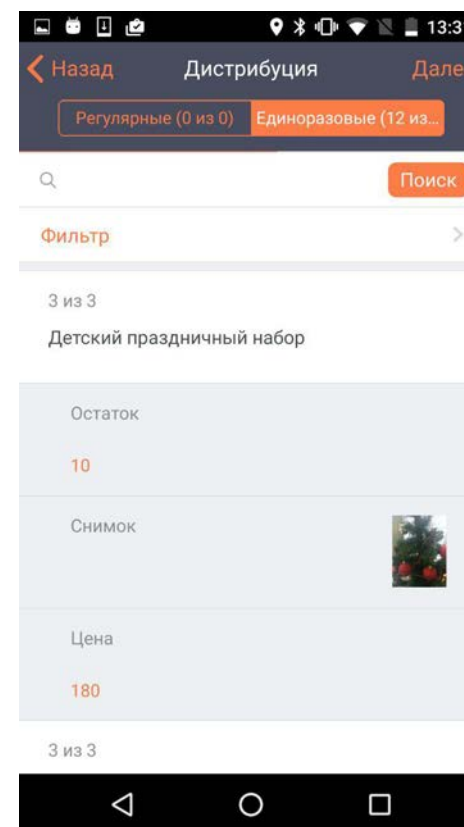 13:3
Назад Дистрибуция Дале
Регулярные (0 из 0) Единоразовые (12 из...
Поиск
Фильтр
3 из 3
Детский праздничный набор
Остаток
10
Снимок
Цена
180
3 из 3